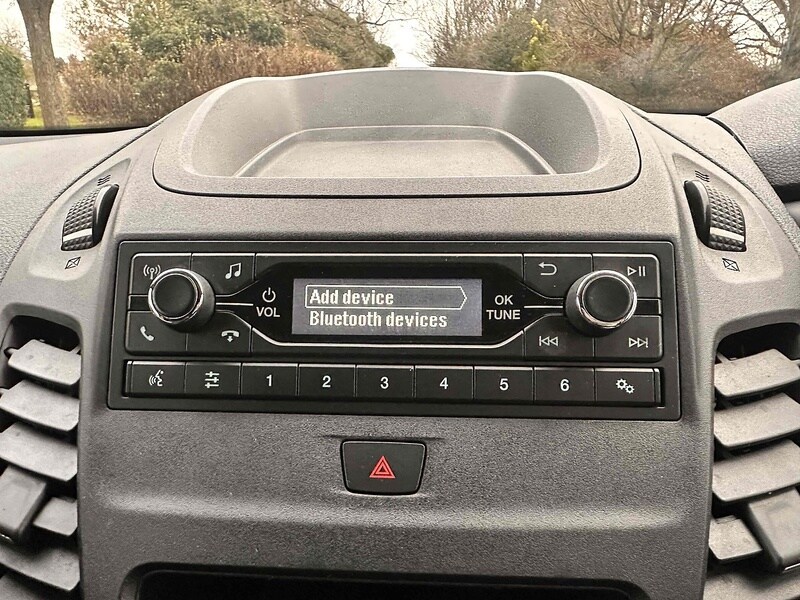 Add device
Bluetooth devices
VOL
OK
TUNE
1 2 3 4 5 6